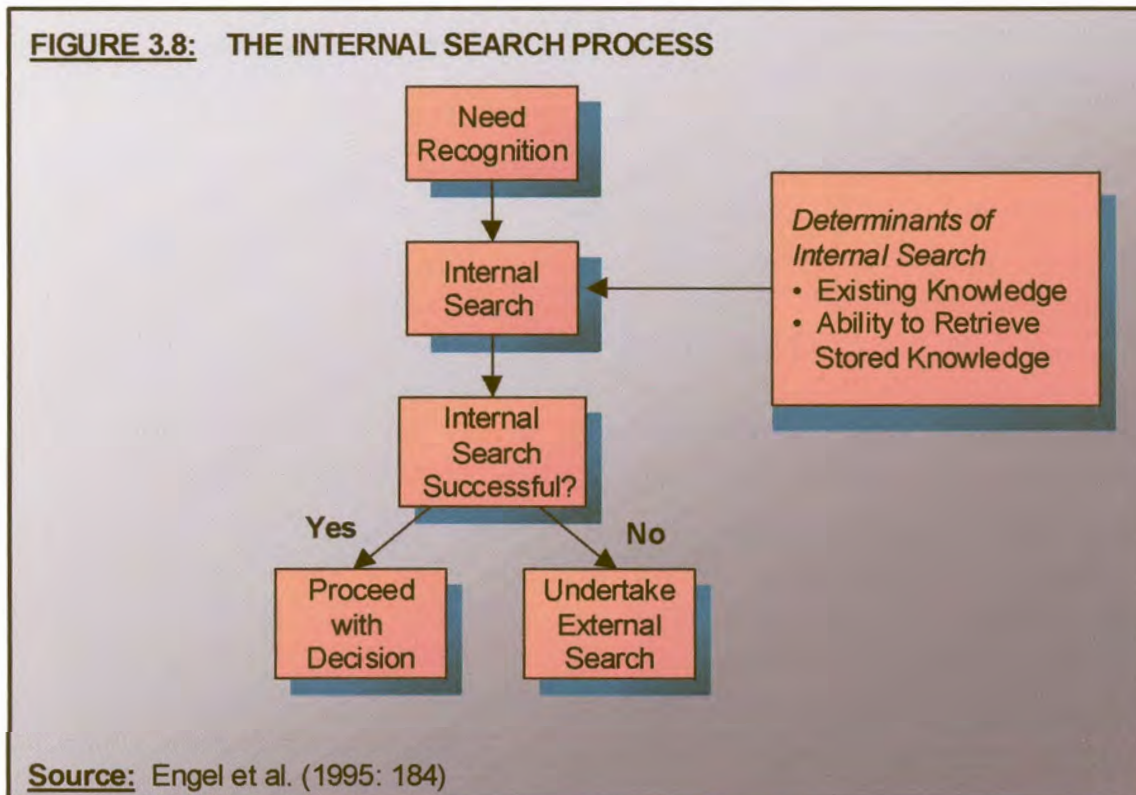 FIGURE 3.8: THE INTERNAL SEARCH PROCESS
Need
Recognition
Internal
Search
Determinants of
Internal Search
• Existing Knowledge
• Ability to Retrieve
Stored Knowledge
Internal
Search
Successful?
Yes
No
Proceed
with
Decision
Undertake
External
Search
Source: Engel et al. (1995: 184)